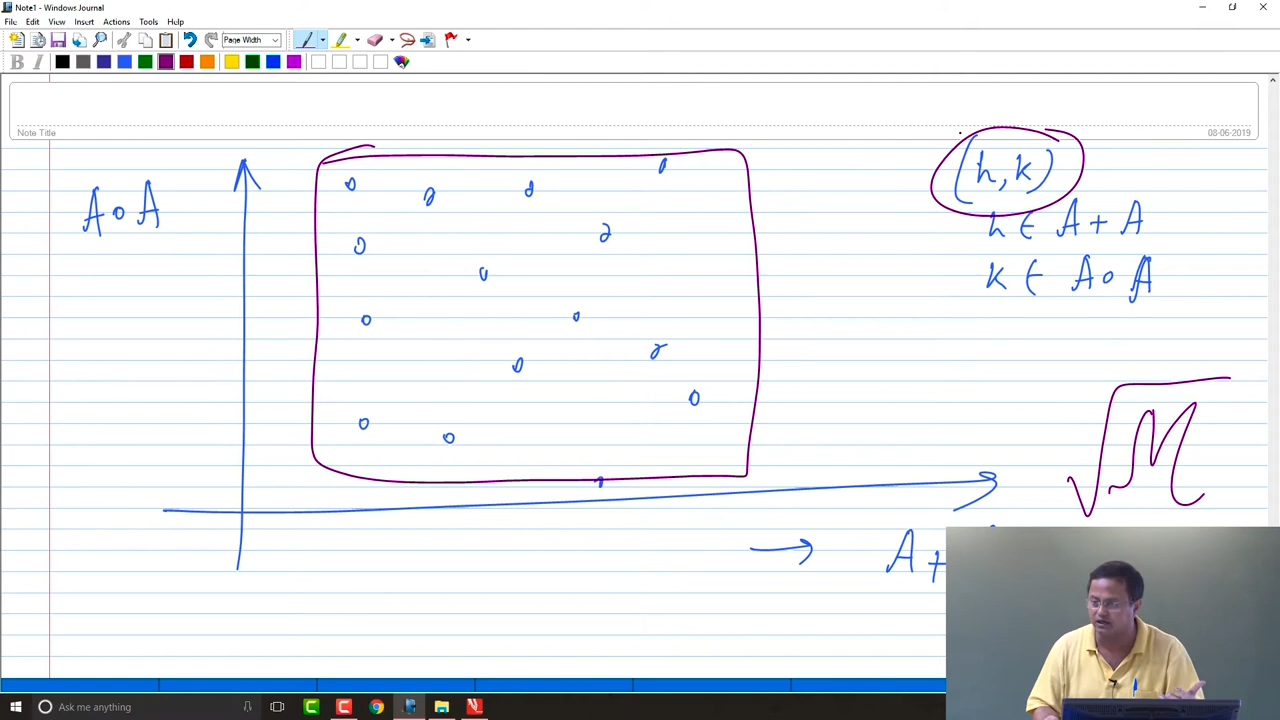 Note1 - Windows Journal
File Edit View Insert Actions Tools Help
Page Width
B I
Note Title
08-06-2019
(h, k)
A o A
h ∈ A + A
k ∈ A o A
√M
→ A +
Ask me anything